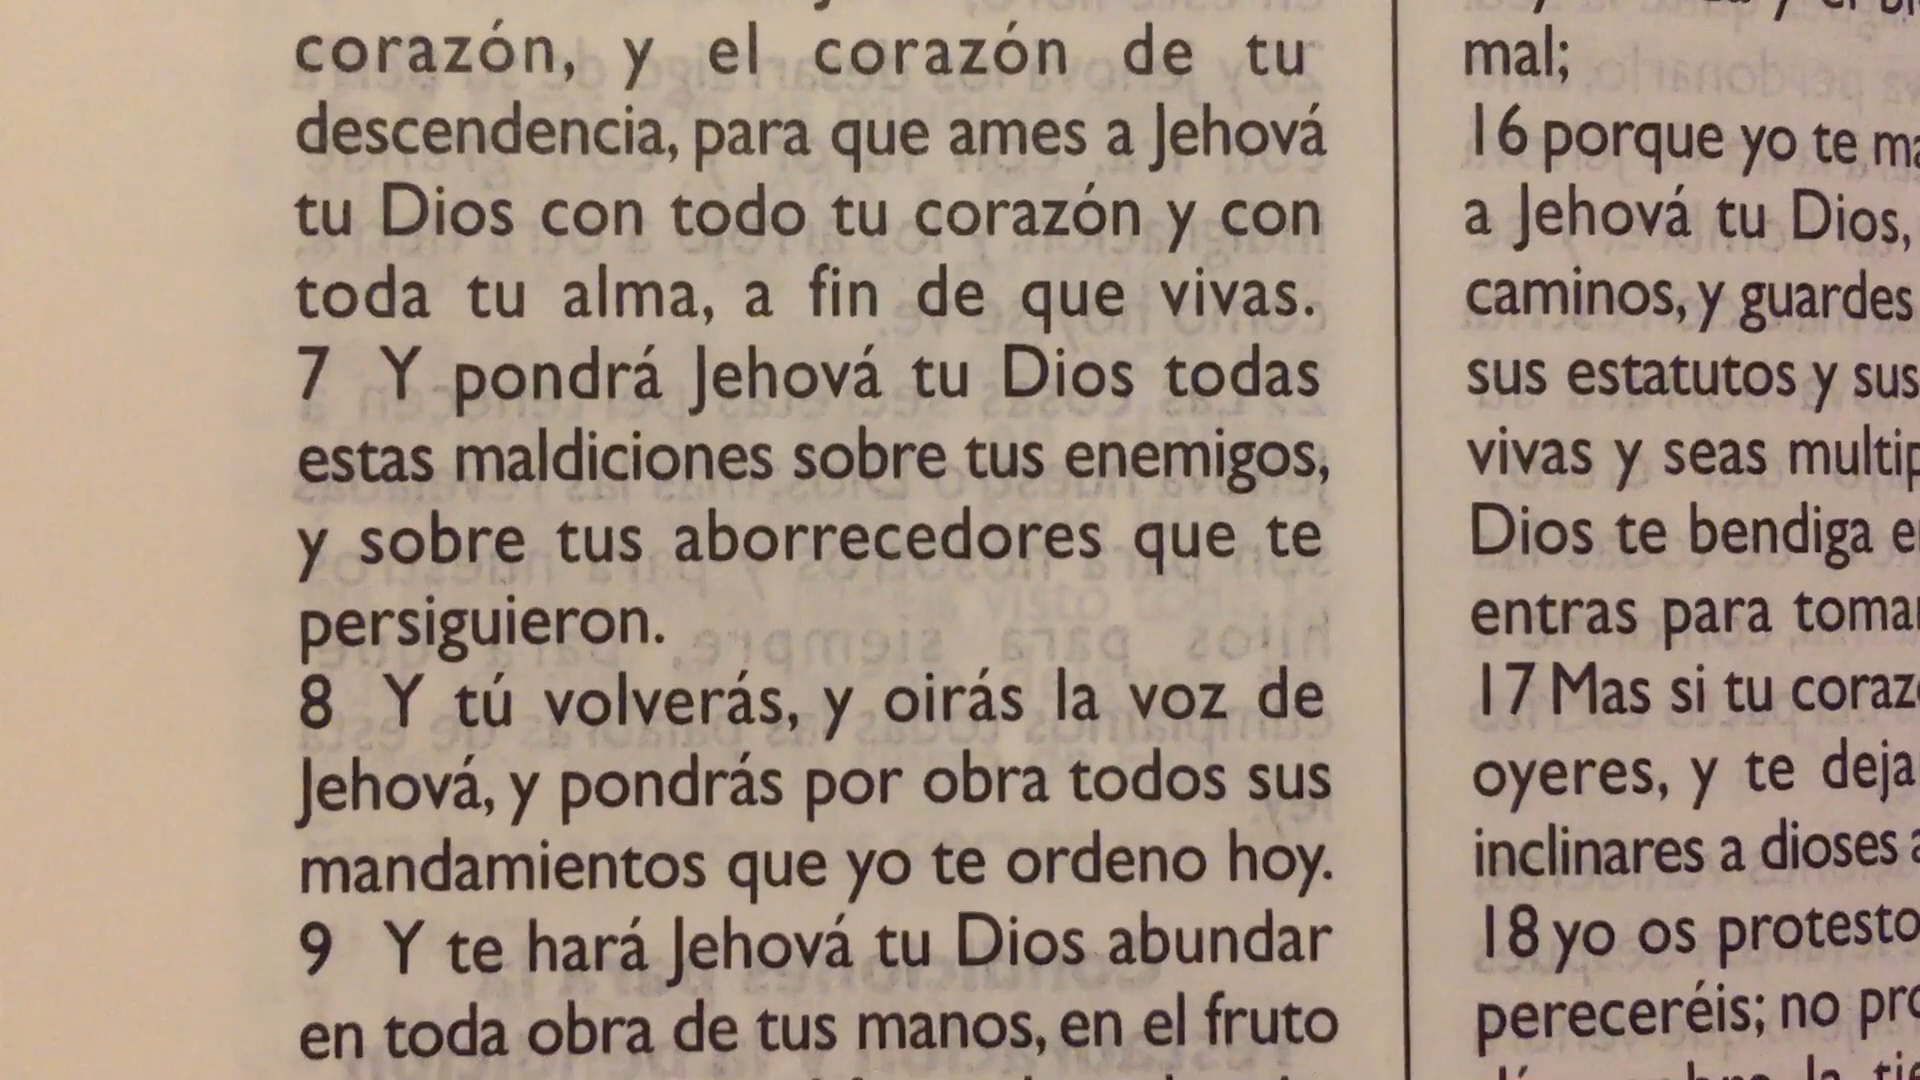 corazón, y el corazón de tu
descendencia, para que ames a Jehová
tu Dios con todo tu corazón y con
toda tu alma, a fin de que vivas.
7 Y pondrá Jehová tu Dios todas
estas maldiciones sobre tus enemigos,
y sobre tus aborrecedores que te
persiguieron.
8 Y tú volverás, y oirás la voz de
Jehová, y pondrás por obra todos sus
mandamientos que yo te ordeno hoy.
9 Y te hará Jehová tu Dios abundar
en toda obra de tus manos, en el fruto
mal;
16 porque yo te
a Jehová tu Dios,
caminos, y guardes
sus estatutos y sus
vivas y seas
Dios te bendiga
entras para
17 Mas si tu
oyeres, y te
inclinares a dioses
18 yo os protesto
pereceréis; no